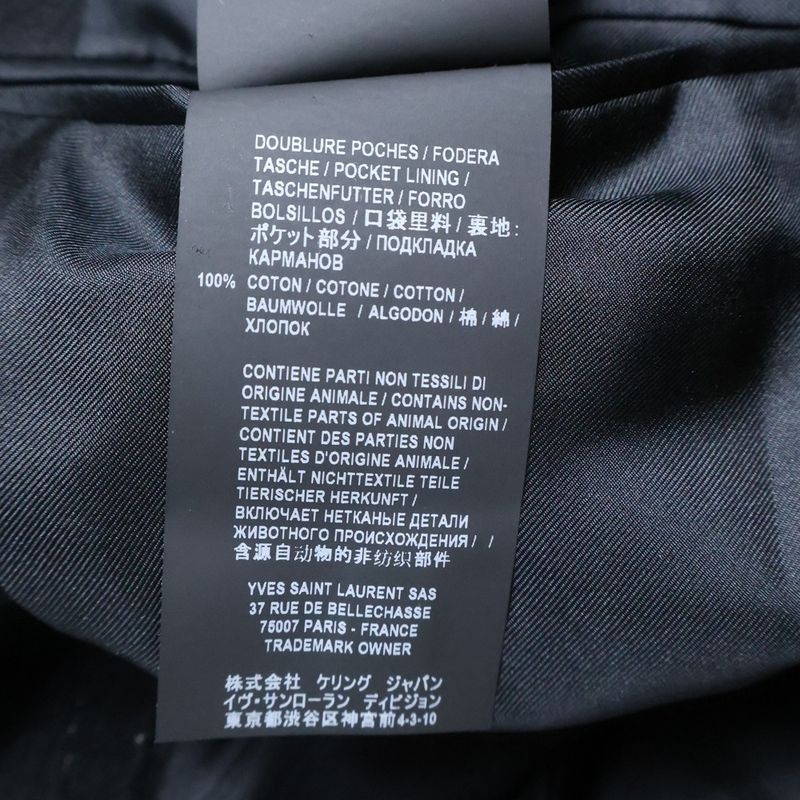 DOUBLURE POCHES / FODERA
TASCHE / POCKET LINING /
TASCHENFUTTER / FORRO
BOLSILLOS / 口袋里料 / 裏地:
ポケット部分 / ПОДКЛАДКА
КАРМАНОВ
100% COTON / COTONE / COTTON /
BAUMWOLLE / ALGODON / 棉 / 綿 /
ХЛОПОК
CONTIENE PARTI NON TESSILI DI
ORIGINE ANIMALE / CONTAINS NON-
TEXTILE PARTS OF ANIMAL ORIGIN /
CONTIENT DES PARTIES NON
TEXTILES D'ORIGINE ANIMALE /
ENTHÄLT NICHTTEXTILE TEILE
TIERISCHER HERKUNFT /
ВКЛЮЧАЕТ НЕТКАНЫЕ ДЕТАЛИ
ЖИВОТНОГО ПРОИСХОЖДЕНИЯ / /
含源自动物的非纺织部件
YVES SAINT LAURENT SAS
37 RUE DE BELLECHASSE
75007 PARIS - FRANCE
TRADEMARK OWNER
株式会社 ケリング ジャパン
イヴ・サンローラン ディビジョン
東京都渋谷区神宮前4-3-10